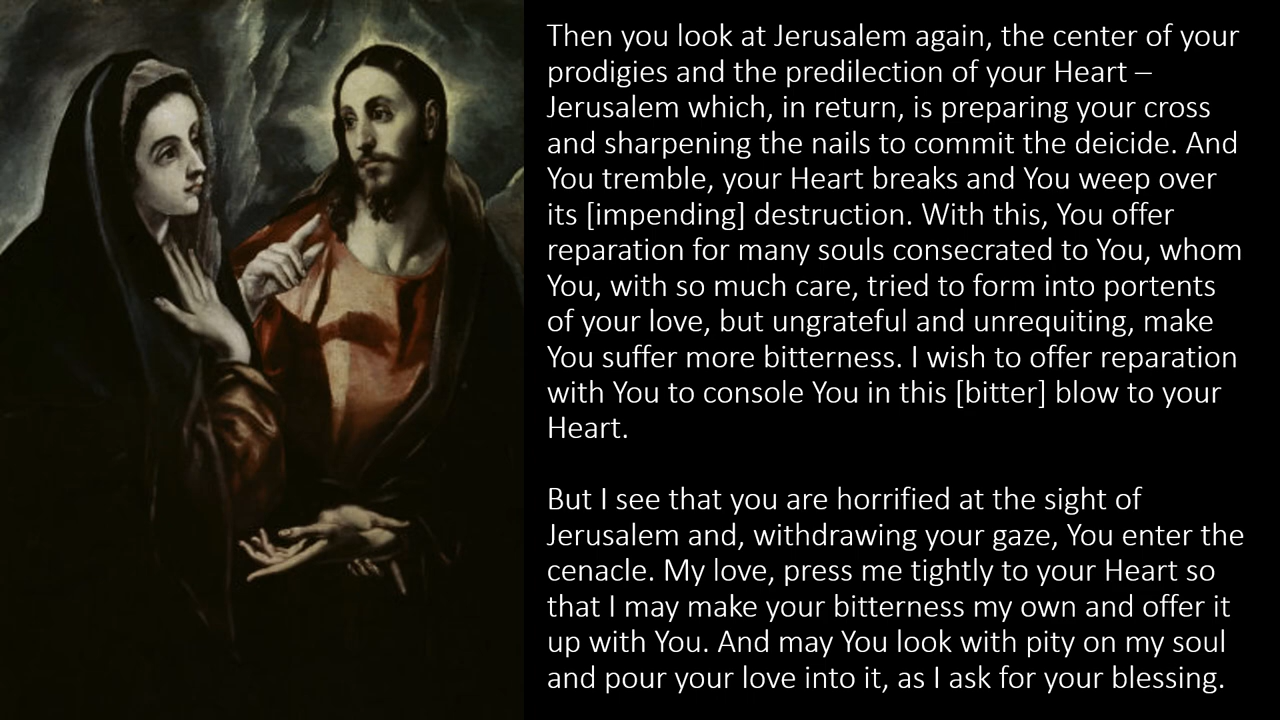 Then you look at Jerusalem again, the center of your
prodigies and the predilection of your Heart –
Jerusalem which, in return, is preparing your cross
and sharpening the nails to commit the deicide. And
You tremble, your Heart breaks and You weep over
its [impending] destruction. With this, You offer
reparation for many souls consecrated to You, whom
You, with so much care, tried to form into portents
of your love, but ungrateful and unrequiting, make
You suffer more bitterness. I wish to offer reparation
with You to console You in this [bitter] blow to your
Heart.
But I see that you are horrified at the sight of
Jerusalem and, withdrawing your gaze, You enter the
cenacle. My love, press me tightly to your Heart so
that I may make your bitterness my own and offer it
up with You. And may You look with pity on my soul
and pour your love into it, as I ask for your blessing.